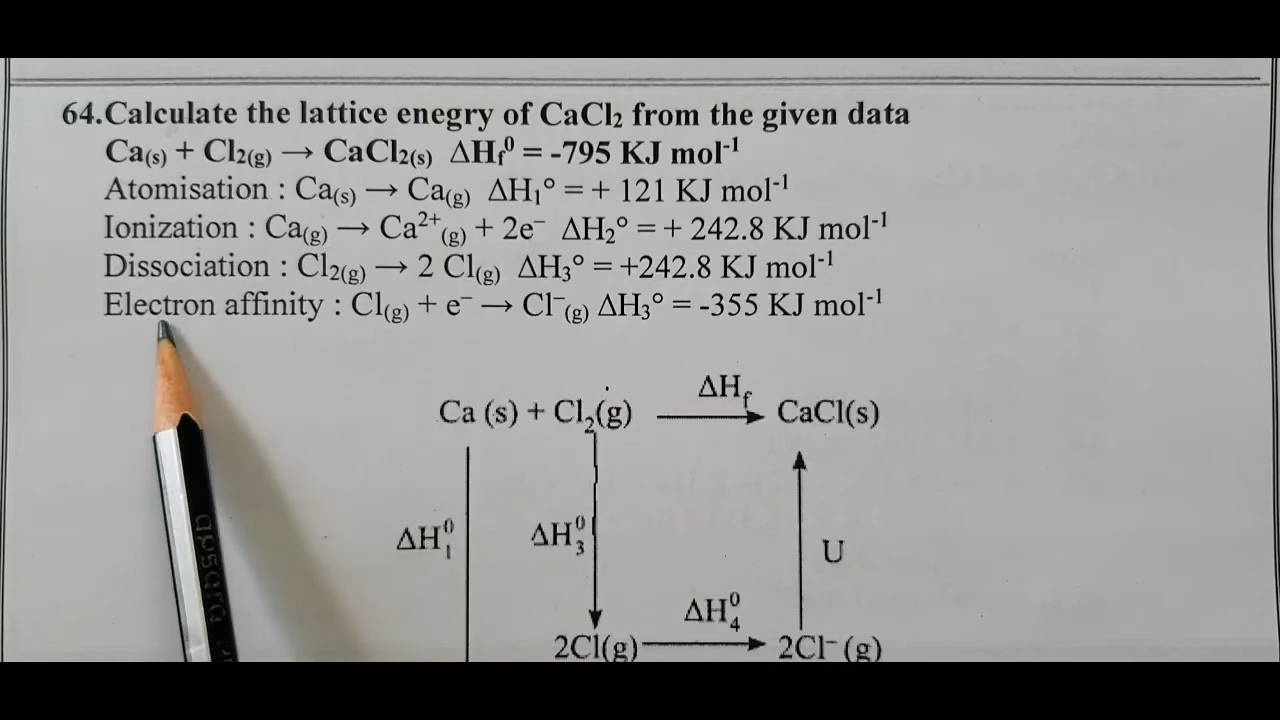 64.Calculate the lattice enegry of CaCl₂ from the given data
Ca(s) + Cl₂(g) → CaCl₂(s) ΔHf⁰ = -795 KJ mol⁻¹
Atomisation : Ca(s) → Ca(g) ΔH₁° = + 121 KJ mol⁻¹
Ionization : Ca(g) → Ca²⁺(g) + 2e⁻ ΔH₂° = + 242.8 KJ mol⁻¹
Dissociation : Cl₂(g) → 2 Cl(g) ΔH₃° = +242.8 KJ mol⁻¹
Electron affinity : Cl(g) + e⁻ → Cl⁻(g) ΔH₃° = -355 KJ mol⁻¹
ΔHf
Ca (s) + Cl₂(g) → CaCl(s)
ΔH₁⁰ ΔH₃⁰ U
ΔH₄⁰
2Cl(g) → 2Cl⁻ (g)
apsara